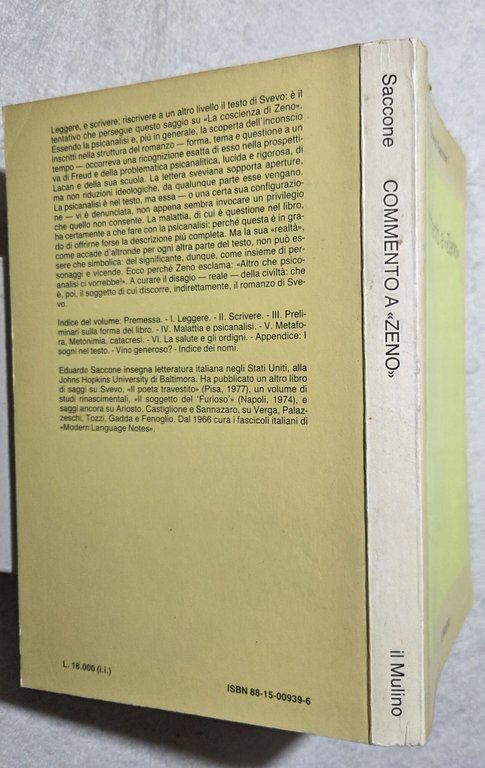 Leggere, e scrivere; riscrivere a un altro livello il testo di Svevo: è il
tentativo che persegue questo saggio su «La coscienza di Zeno».
Essendo la psicanalisi e, più in generale, la scoperta dell'inconscio
inscritti nella struttura del romanzo — forma, tema e questione a un
tempo — occorreva una ricognizione esatta di esso nella prospetti-
va di Freud e della problematica psicanalitica, lucida e rigorosa, di
Lacan e della sua scuola. La lettera sveviana sopporta aperture,
ma non riduzioni ideologiche, da qualunque parte esse vengano.
La psicanalisi è nel testo, ma essa — o una certa sua configurazio-
ne — vi è denunciata, non appena sembra invocare un privilegio
che quello non consente. La malattia, di cui è questione nel libro,
ha certamente a che fare con la psicanalisi: perché questa è in gra-
do di offrirne forse la descrizione più completa. Ma la sua «realtà»,
come accade d'altronde per ogni altra parte del testo, non può es-
sere che simbolica: del significante, dunque, come insieme di per-
sonaggi e vicende. Ecco perché Zeno esclama: «Altro che psico-
analisi ci vorrebbe!». A curare il disagio — reale — della civiltà: che
è, poi, il soggetto di cui discorre, indirettamente, il romanzo di Sve-
vo.
Indice del volume: Premessa. - I. Leggere. - II. Scrivere. - III. Preli-
minari sulla forma del libro. - IV. Malattia e psicanalisi. - V. Metafo-
ra, Metonimia, catacresi. - VI. La salute e gli ordigni. - Appendice: I
sogni nel testo. - Vino generoso? - Indice dei nomi.
Eduardo Saccone insegna letteratura italiana negli Stati Uniti, alla
Johns Hopkins University di Baltimora. Ha pubblicato un altro libro
di saggi su Svevo, «Il poeta travestito» (Pisa, 1977), un volume di
studi rinascimentali, «Il soggetto del 'Furioso'» (Napoli, 1974), e
saggi ancora su Ariosto, Castiglione e Sannazaro, su Verga, Palaz-
zeschi, Tozzi, Gadda e Fenoglio. Dal 1966 cura i fascicoli italiani di
«Modern Language Notes».
L. 18.000 (i.i.)
ISBN 88-15-00939-6
Saccone COMMENTO A «ZENO» il Mulino